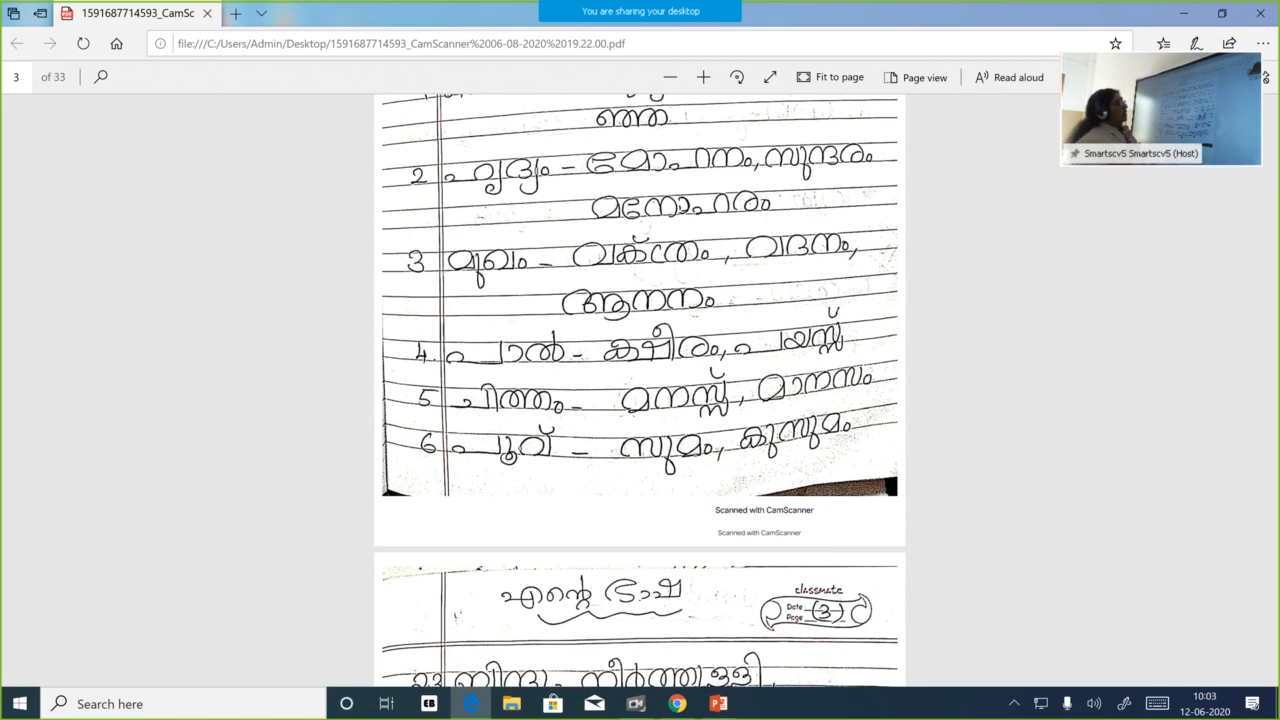 1591687714593_CamSc
You are sharing your desktop
file:///C:/Users/Admin/Desktop/1591687714593_CamScanner%2006-08-2020%2019.22.00.pdf
3 of 33
Fit to page
Page view
Read aloud
Smartscv5 Smartscv5 (Host)
ഞ്ഞ
2 ഹൃദ്യം - മോഹനം, സുന്ദരം
മനോഹരം
3 മുഖം - വക്ത്രം, വദനം,
ആനനം
4. പാൽ - ക്ഷീരം, പയസ്സ്
5 ചിത്തം - മനസ്സ്, മാനസം
6 പൂവ് - സുമം, കുസുമം
Scanned with CamScanner
Scanned with CamScanner
എന്റെ ഭാഷ
classmate
Date
Page 3
ബിന്ദു - നീർത്തുള്ളി,
Search here
10:03
12-06-2020